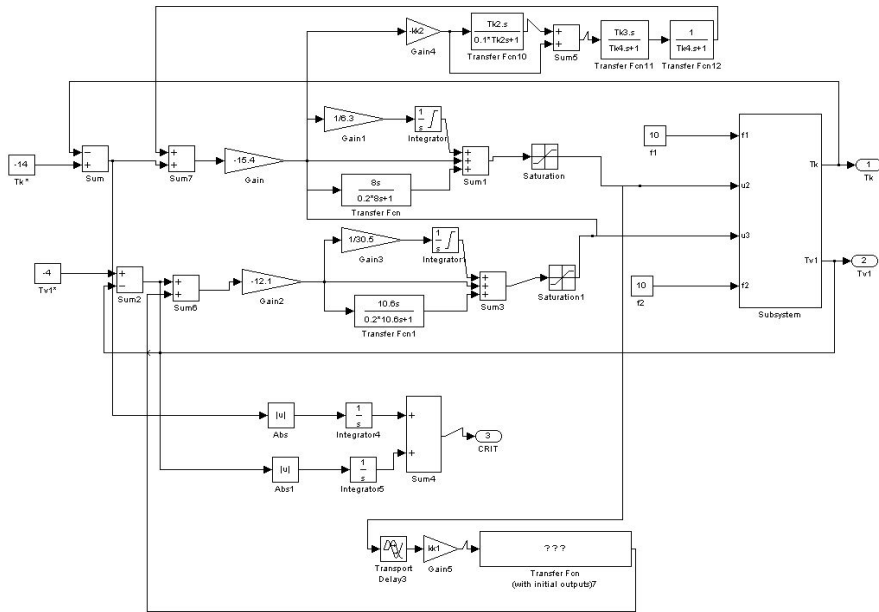 -kk2
Gain4
Tk2.s
0.1*Tk2s+1
Transfer Fcn10
+
+
Sum5
Tk3.s
Tk4.s+1
Transfer Fcn11
1
Tk4.s+1
Transfer Fcn12
-14
Tk*
−
+
Sum
+
+
Sum7
-15.4
Gain
1/6.3
Gain1
1
s
Integrator
8s
0.2*8s+1
Transfer Fcn
+
+
+
Sum1
Saturation
10
f1
f1
u2
u3
f2
Tk
Tv1
Subsystem
1
Tk
2
Tv1
10
f2
-4
Tv1*
+
−
Sum2
+
+
Sum6
-12.1
Gain2
1/30.5
Gain3
1
s
Integrator1
10.6s
0.2*10.6s+1
Transfer Fcn1
+
+
+
Sum3
Saturation1
|u|
Abs
1
s
Integrator4
+
+
Sum4
3
CRIT
|u|
Abs1
1
s
Integrator5
Transport
Delay3
kk1
Gain5
???
Transfer Fcn
(with initial outputs)7